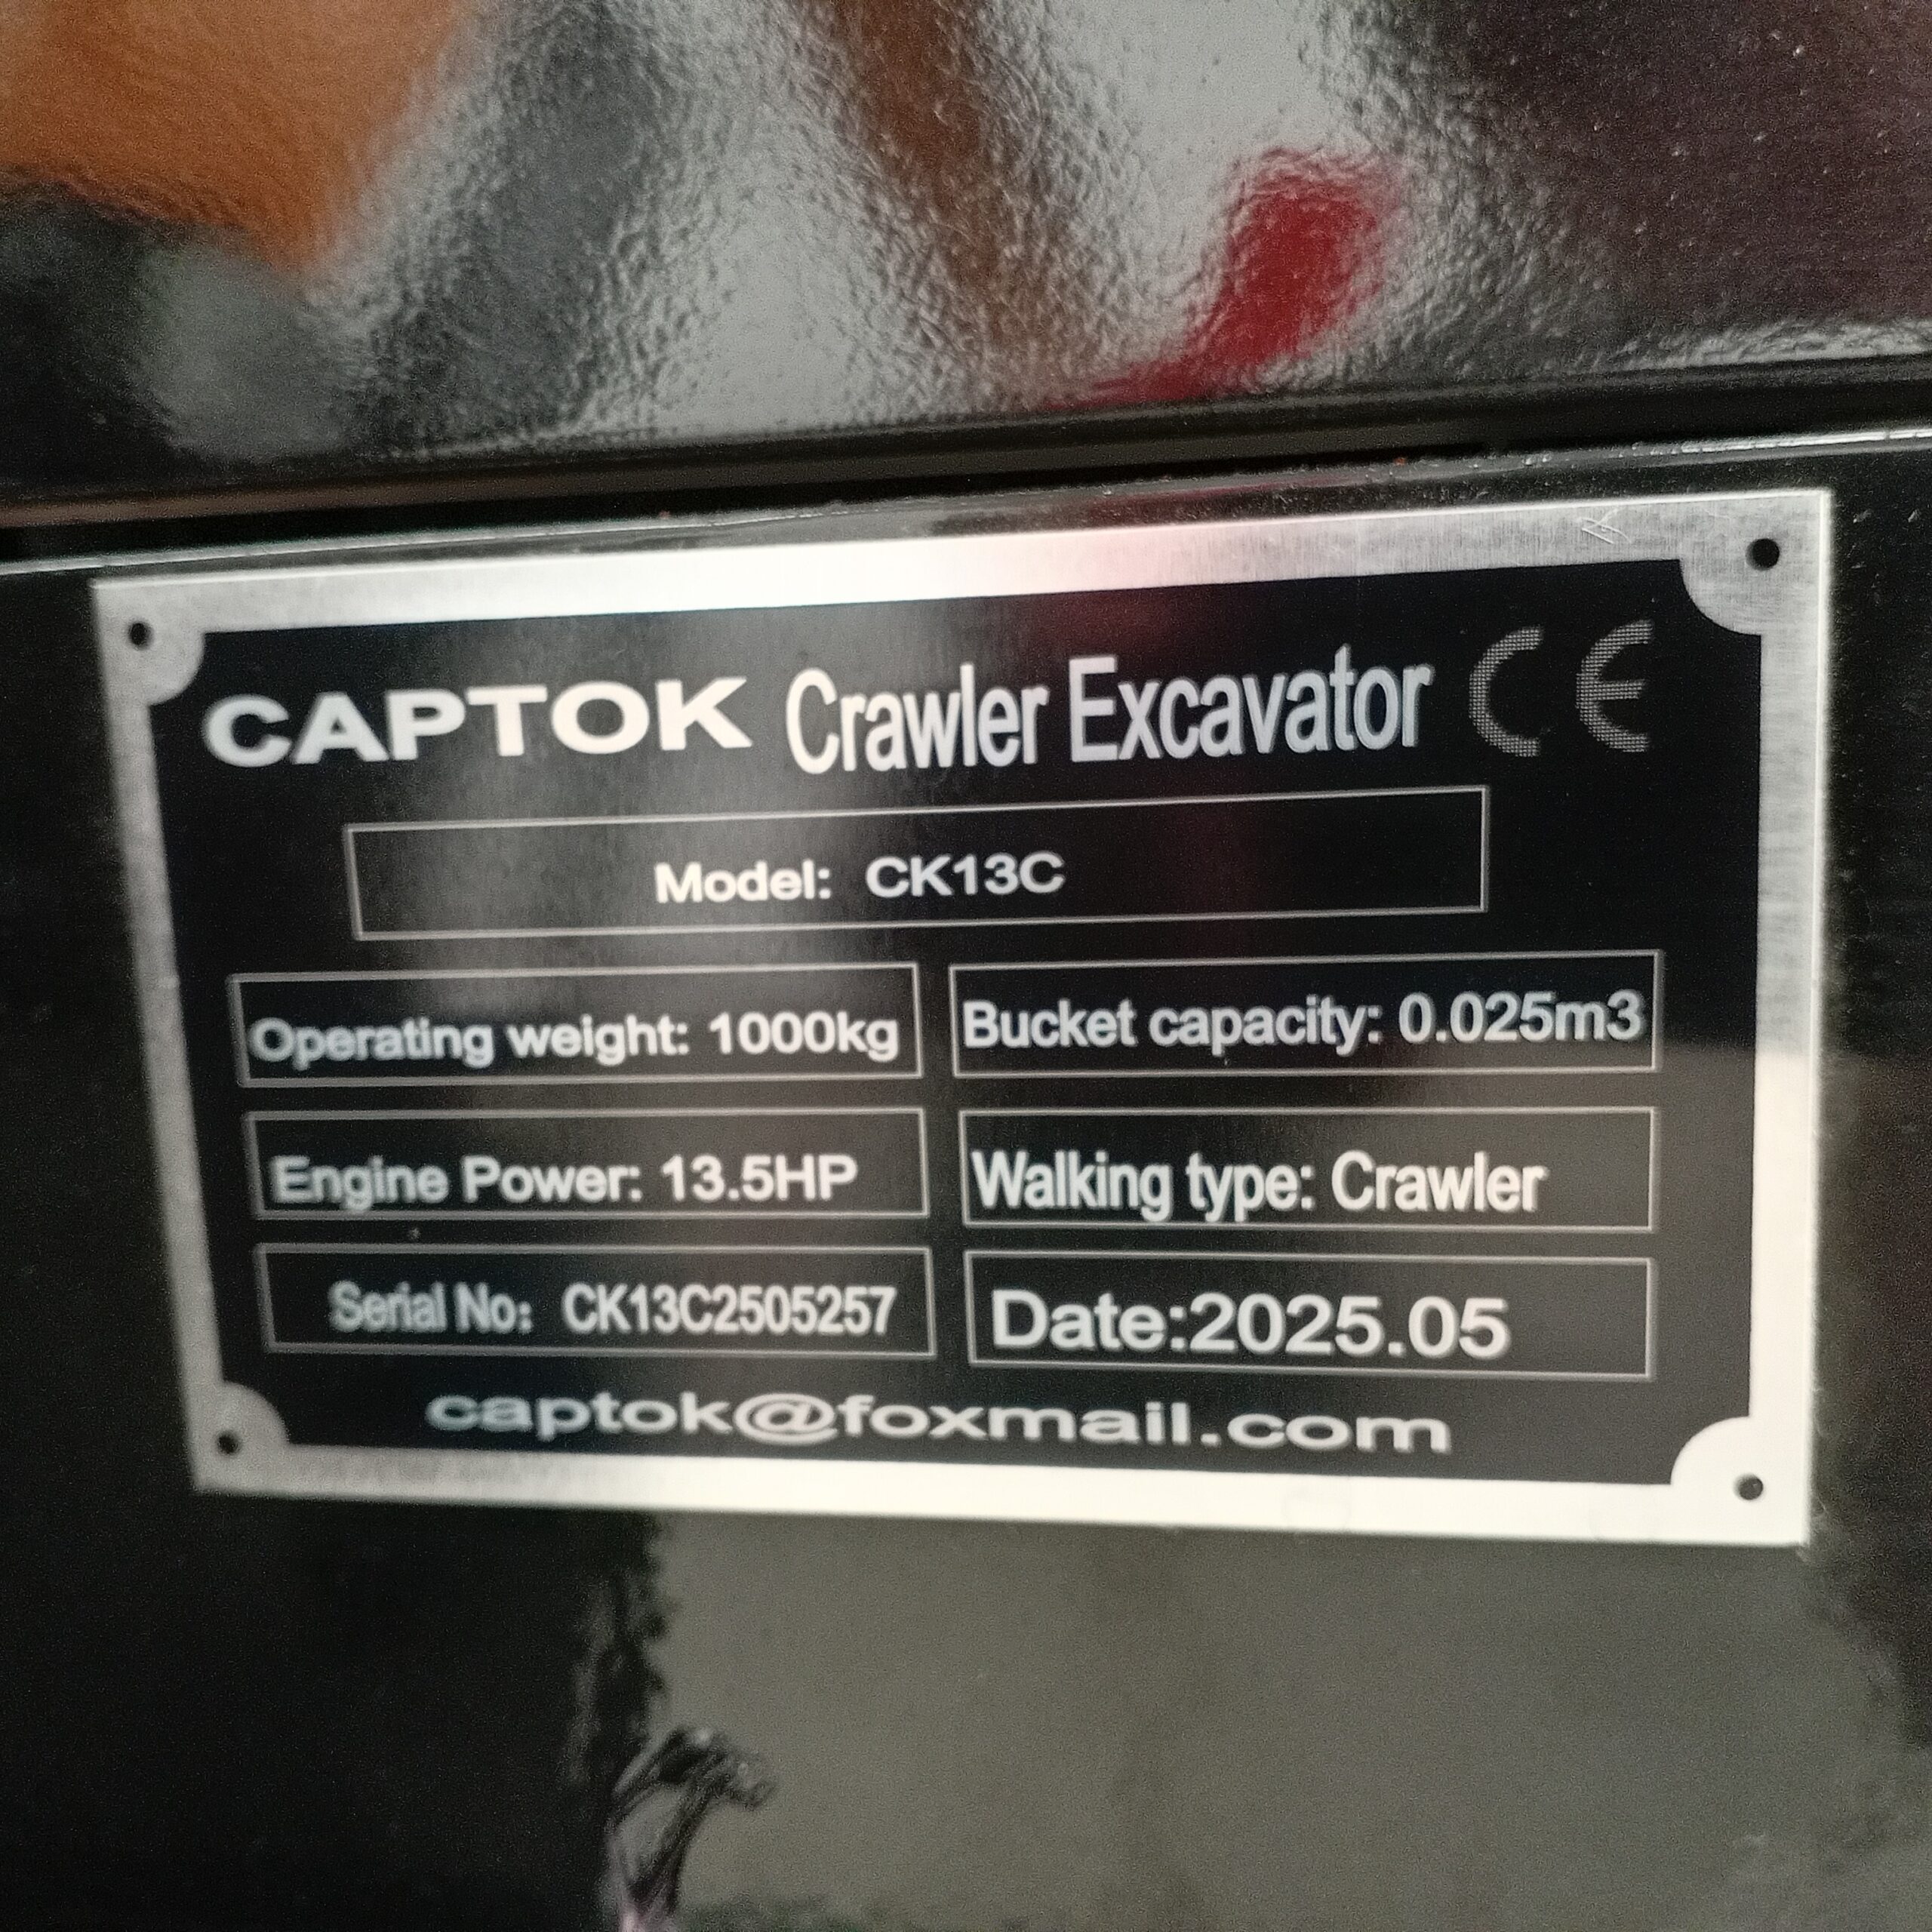 CAPTOK Crawler Excavator CE
Model: CK13C
Operating weight: 1000kg
Bucket capacity: 0.025m3
Engine Power: 13.5HP
Walking type: Crawler
Serial No: CK13C2505257
Date:2025.05
captok@foxmail.com